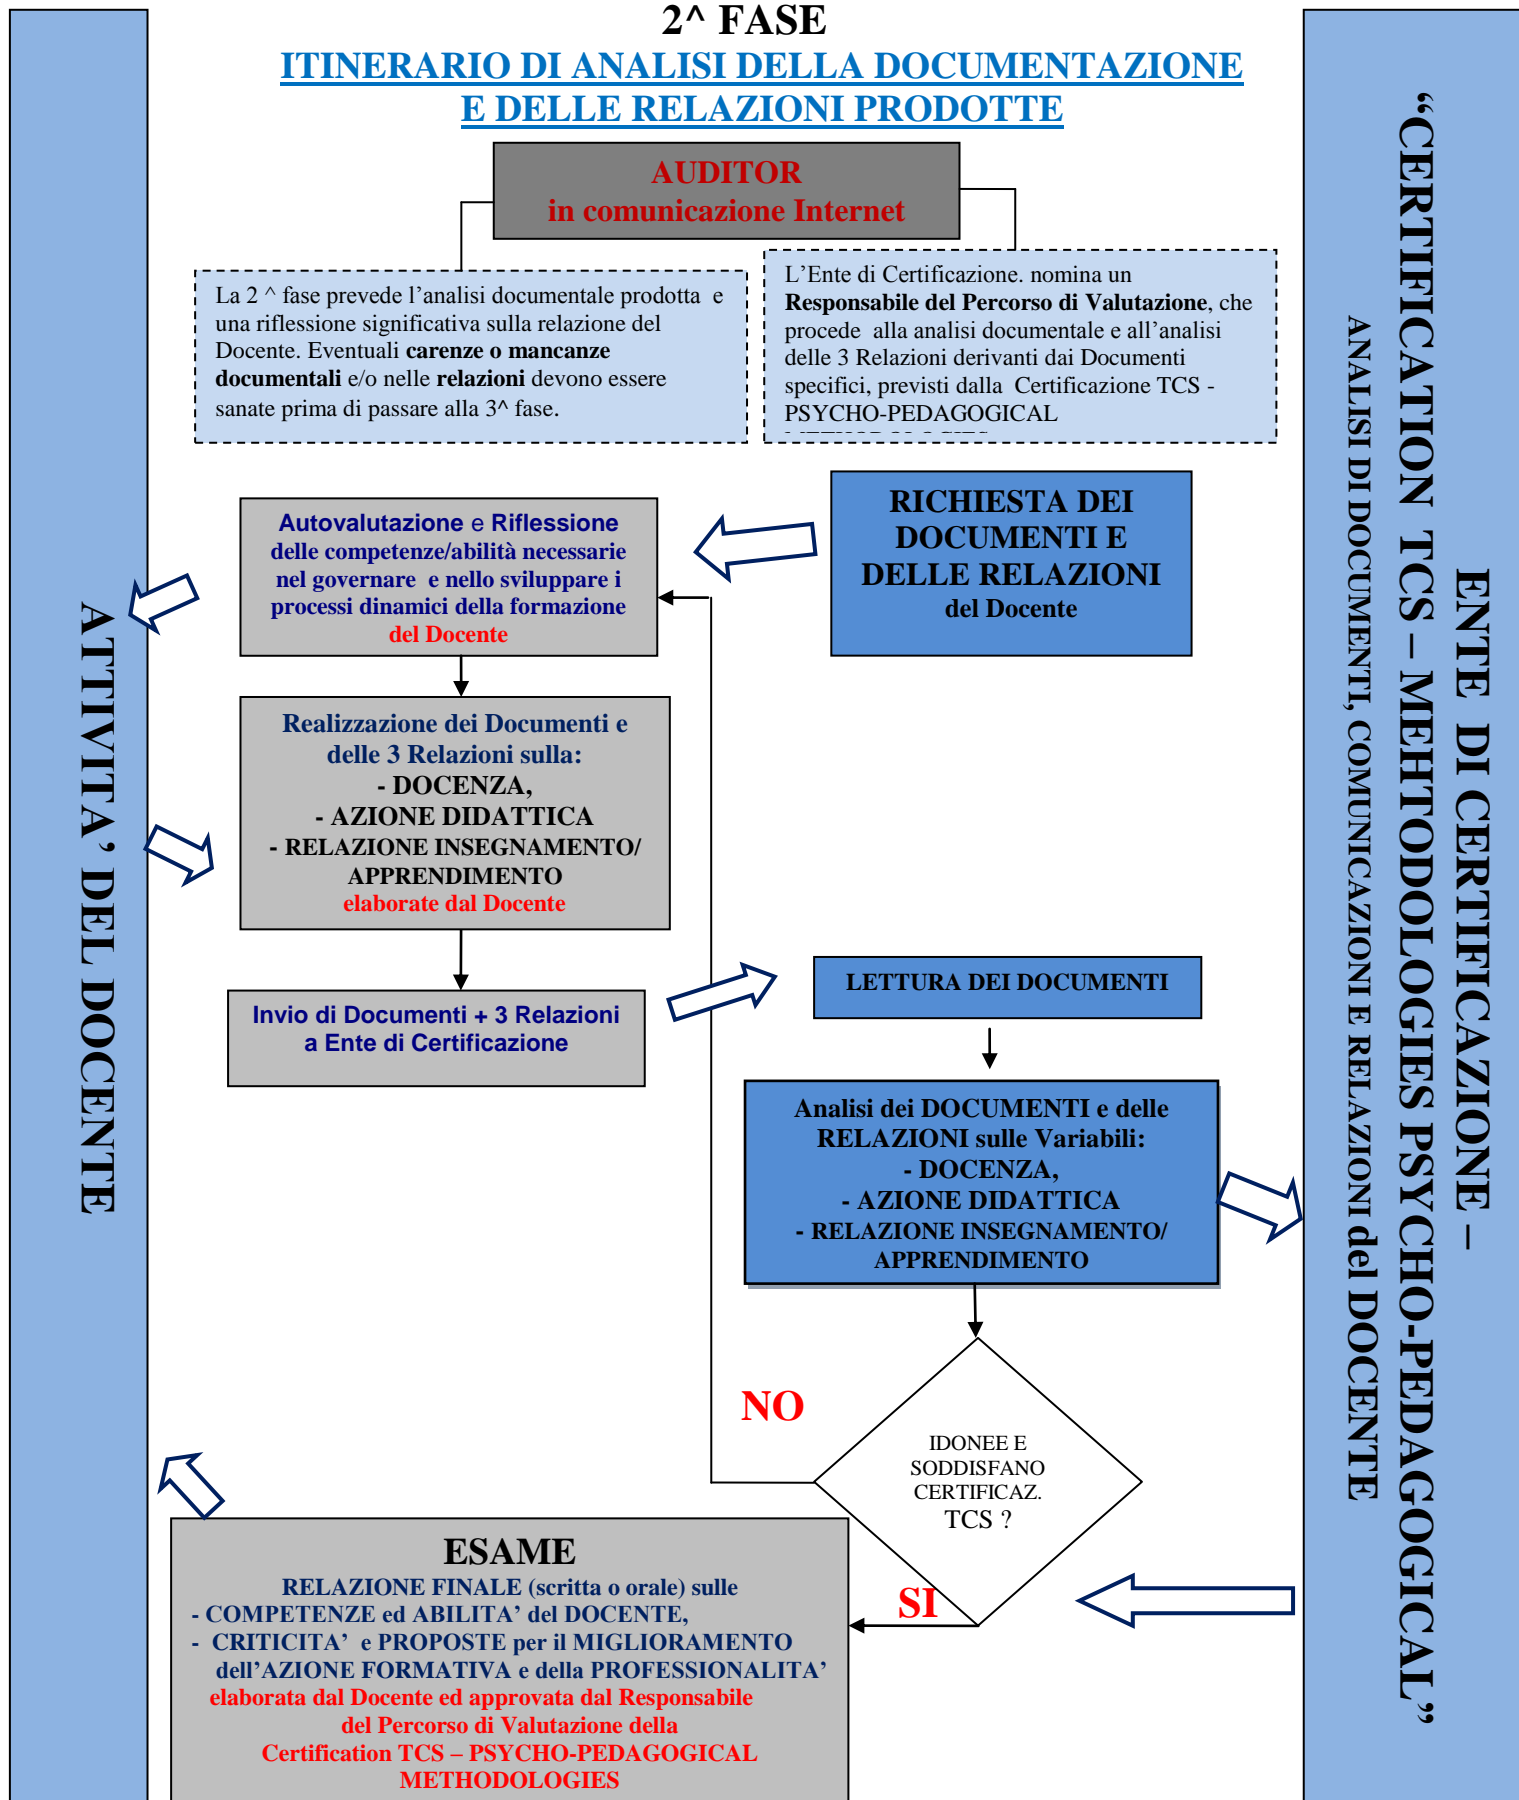 2^ FASE
ITINERARIO DI ANALISI DELLA DOCUMENTAZIONE
E DELLE RELAZIONI PRODOTTE
AUDITOR
in comunicazione Internet
La 2 ^ fase prevede l’analisi documentale prodotta e
una riflessione significativa sulla relazione del
Docente. Eventuali carenze o mancanze
documentali e/o nelle relazioni devono essere
sanate prima di passare alla 3^ fase.
L’Ente di Certificazione. nomina un
Responsabile del Percorso di Valutazione, che
procede alla analisi documentale e all’analisi
delle 3 Relazioni derivanti dai Documenti
specifici, previsti dalla Certificazione TCS -
PSYCHO-PEDAGOGICAL
RICHIESTA DEI
DOCUMENTI E
DELLE RELAZIONI
del Docente
Autovalutazione e Riflessione
delle competenze/abilità necessarie
nel governare e nello sviluppare i
processi dinamici della formazione
del Docente
Realizzazione dei Documenti e
delle 3 Relazioni sulla:
- DOCENZA,
- AZIONE DIDATTICA
- RELAZIONE INSEGNAMENTO/
APPRENDIMENTO
elaborate dal Docente
Invio di Documenti + 3 Relazioni
a Ente di Certificazione
LETTURA DEI DOCUMENTI
Analisi dei DOCUMENTI e delle
RELAZIONI sulle Variabili:
- DOCENZA,
- AZIONE DIDATTICA
- RELAZIONE INSEGNAMENTO/
APPRENDIMENTO
NO
IDONEE E
SODDISFANO
CERTIFICAZ.
TCS ?
SI
ESAME
RELAZIONE FINALE (scritta o orale) sulle
- COMPETENZE ed ABILITA’ del DOCENTE,
- CRITICITA’ e PROPOSTE per il MIGLIORAMENTO
dell’AZIONE FORMATIVA e della PROFESSIONALITA’
elaborata dal Docente ed approvata dal Responsabile
del Percorso di Valutazione della
Certification TCS – PSYCHO-PEDAGOGICAL
METHODOLOGIES
ATTIVITA’ DEL DOCENTE
ENTE DI CERTIFICAZIONE –
“CERTIFICATION TCS – MEHTODOLOGIES PSYCHO-PEDAGOGICAL”
ANALISI DI DOCUMENTI, COMUNICAZIONI E RELAZIONI del DOCENTE